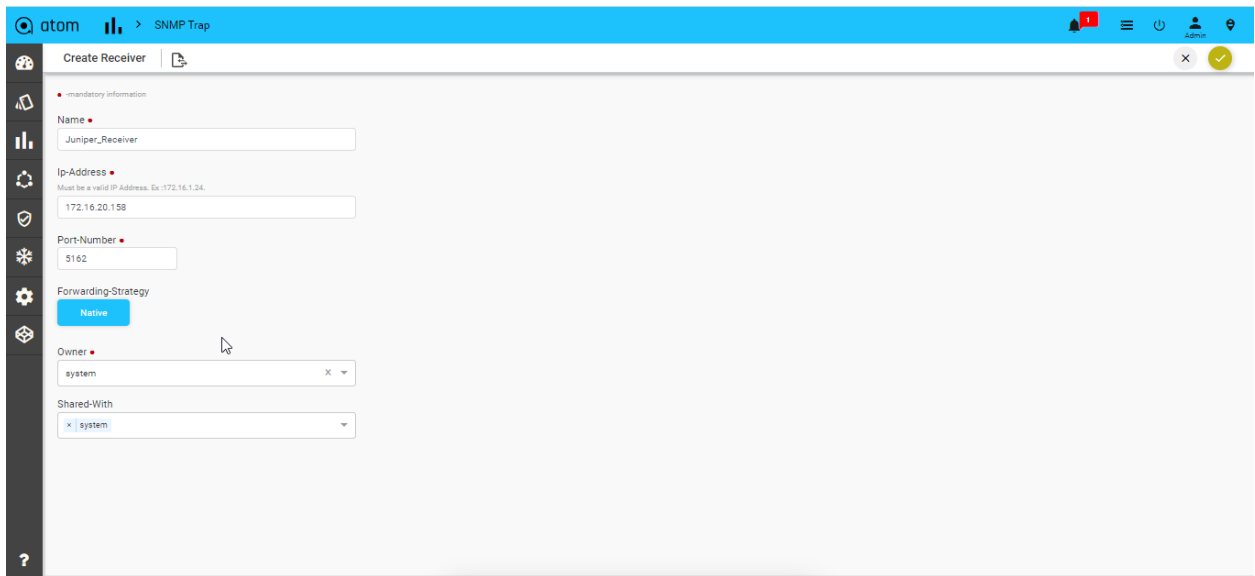 atom > SNMP Trap 1
Admin
Create Receiver
-mandatory information
Name
Juniper_Receiver
Ip-Address
Must be a valid IP Address. Ex :172.16.1.24.
172.16.20.158
Port-Number
5162
Forwarding-Strategy
Native
Owner
system
Shared-With
× system
?